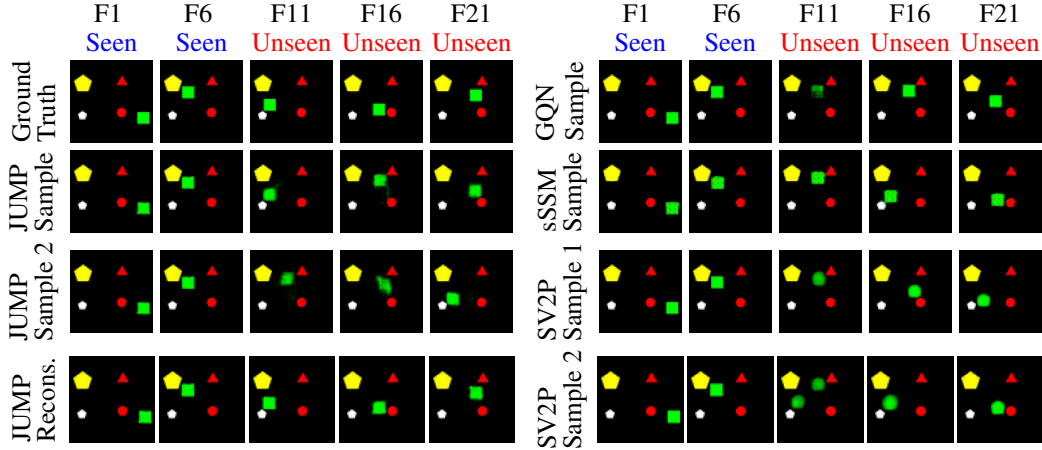 F1 F6 F11 F16 F21
Seen Seen Unseen Unseen Unseen
Ground
Truth
JUMP
Sample
JUMP
Sample 2
JUMP
Recons.
F1 F6 F11 F16 F21
Seen Seen Unseen Unseen Unseen
GQN
Sample
sSSM
Sample
SV2P
Sample 1
SV2P
Sample 2